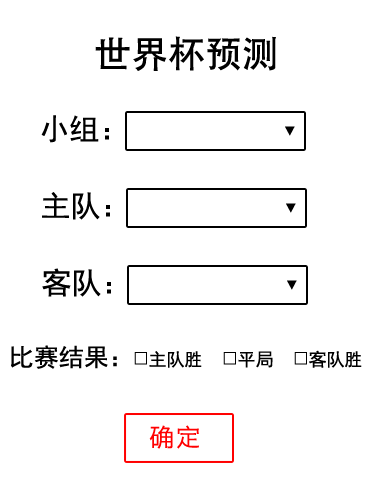 世界杯预测
小组：
主队：
客队：
比赛结果： 主队胜 平局 客队胜
确定